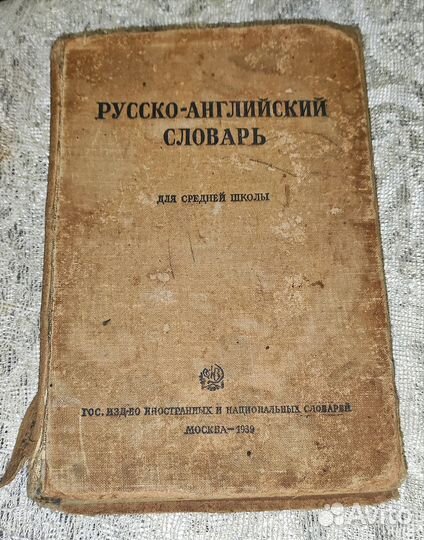 РУССКО-АНГЛИЙСКИЙ
СЛОВАРЬ
ДЛЯ СРЕДНЕЙ ШКОЛЫ
ГОС. ИЗД-ВО ИНОСТРАННЫХ И НАЦИОНАЛЬНЫХ СЛОВАРЕЙ
МОСКВА—1939
Avito